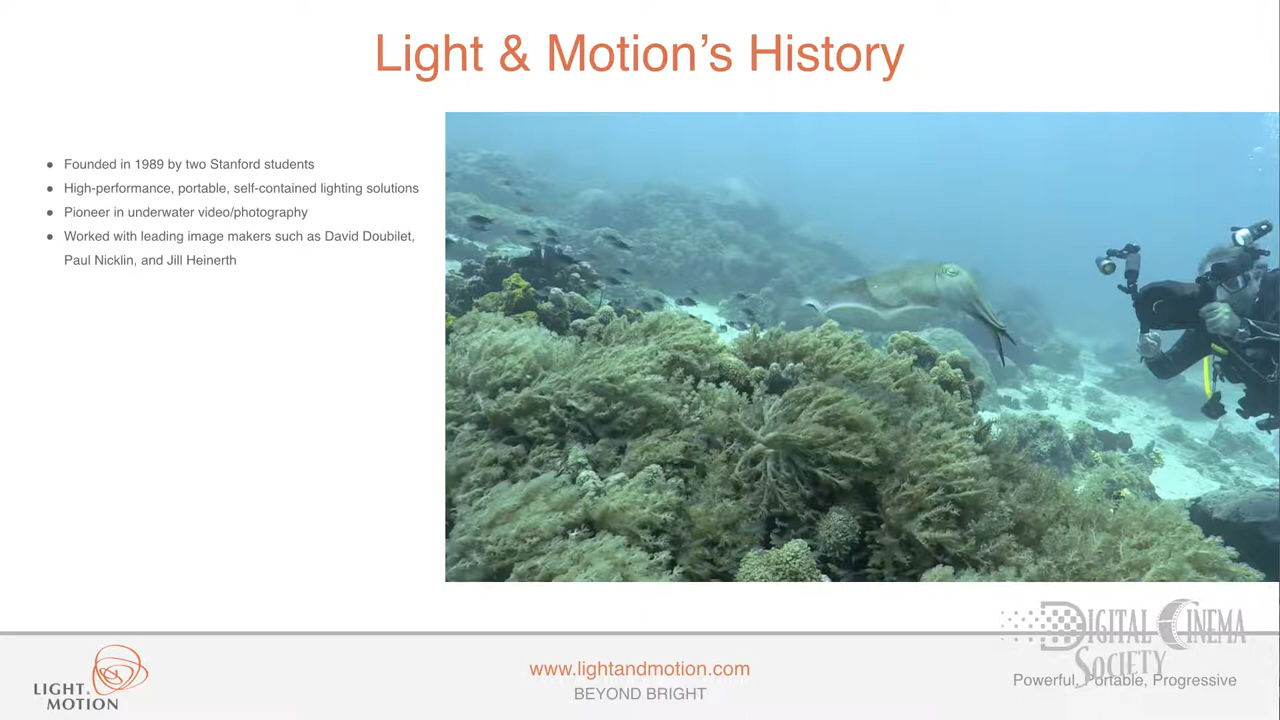 Light & Motion's History
● Founded in 1989 by two Stanford students
● High-performance, portable, self-contained lighting solutions
● Pioneer in underwater video/photography
● Worked with leading image makers such as David Doubilet,
Paul Nicklin, and Jill Heinerth
LIGHT &
MOTION
www.lightandmotion.com
BEYOND BRIGHT
DIGITAL CINEMA
SOCIETY
Powerful, Portable, Progressive